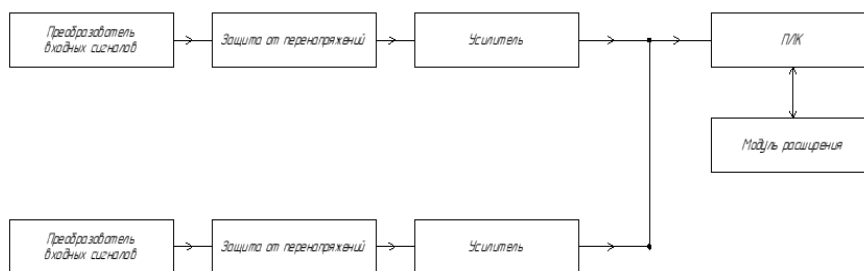 Преобразователь
входных сигналов
Защита от перенапряжений
Усилитель
ПЛК
Модуль расширения
Преобразователь
входных сигналов
Защита от перенапряжений
Усилитель